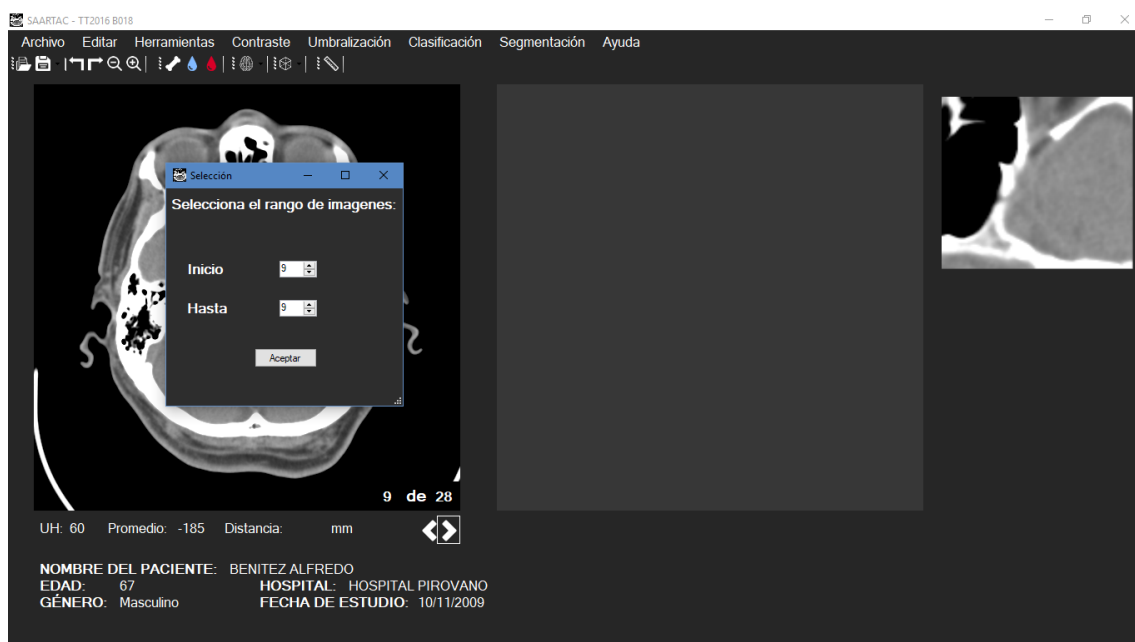 SAARTAC - TT2016 B018
Archivo Editar Herramientas Contraste Umbralización Clasificación Segmentación Ayuda
Selección
Selecciona el rango de imagenes:
Inicio 9
Hasta 9
Aceptar
9 de 28
UH: 60 Promedio: -185 Distancia: mm
NOMBRE DEL PACIENTE: BENITEZ ALFREDO
EDAD: 67 HOSPITAL: HOSPITAL PIROVANO
GÉNERO: Masculino FECHA DE ESTUDIO: 10/11/2009